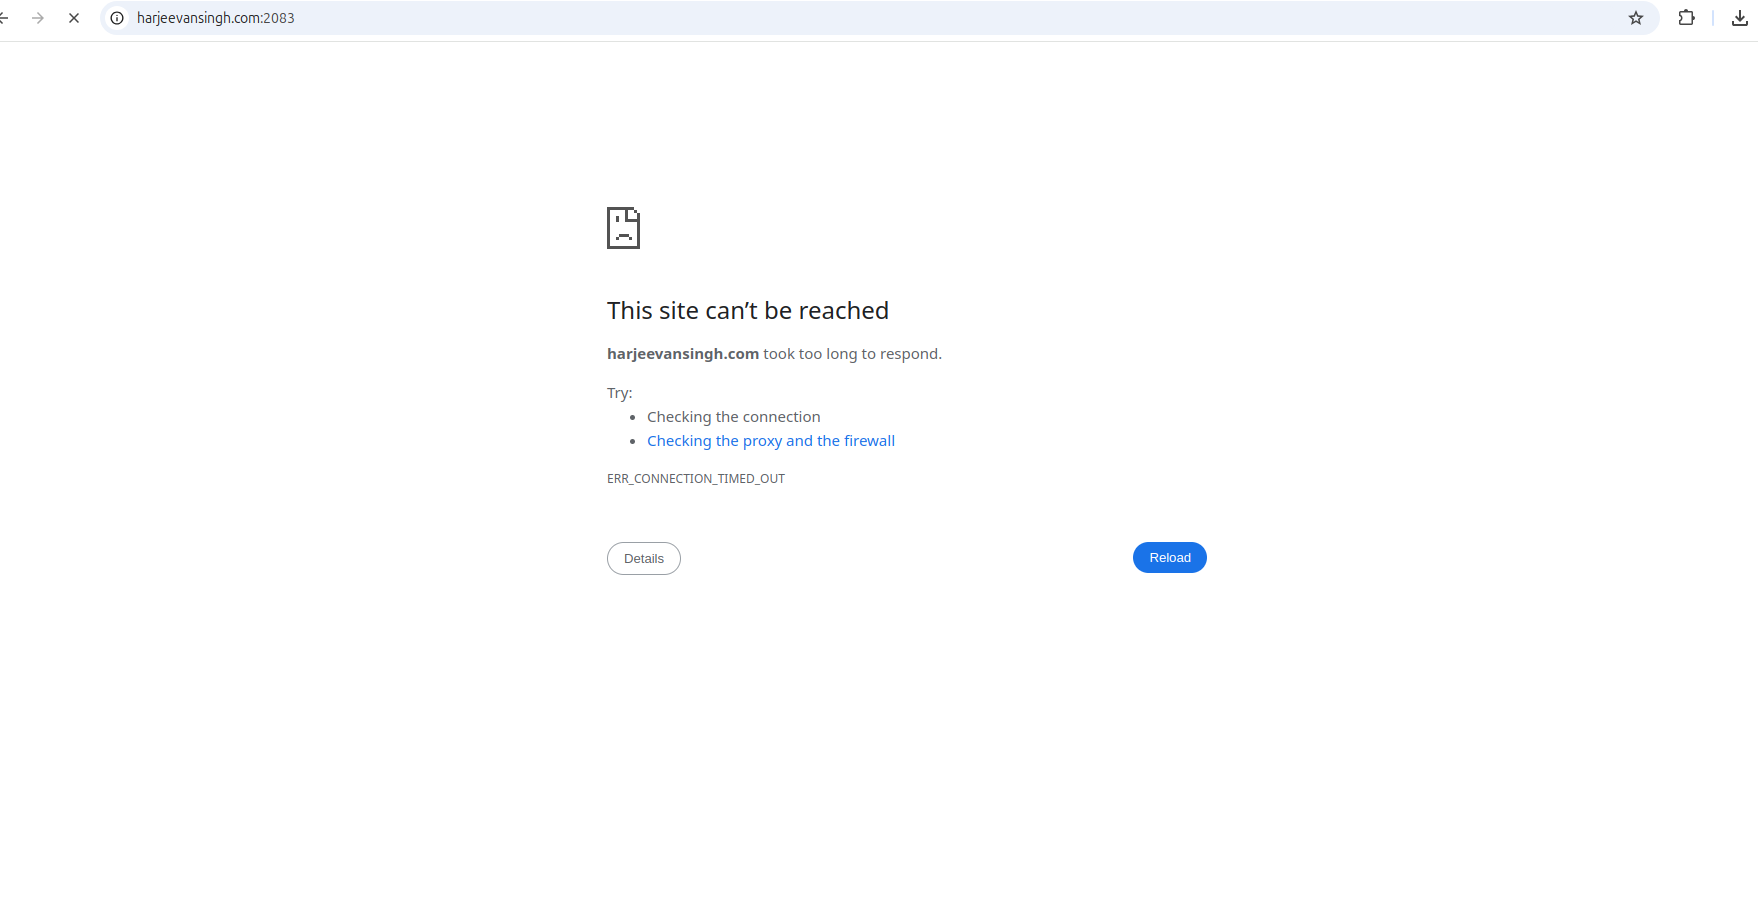 harjeevansingh.com:2083
This site can’t be reached
harjeevansingh.com took too long to respond.
Try:
Checking the connection
Checking the proxy and the firewall
ERR_CONNECTION_TIMED_OUT
Details
Reload